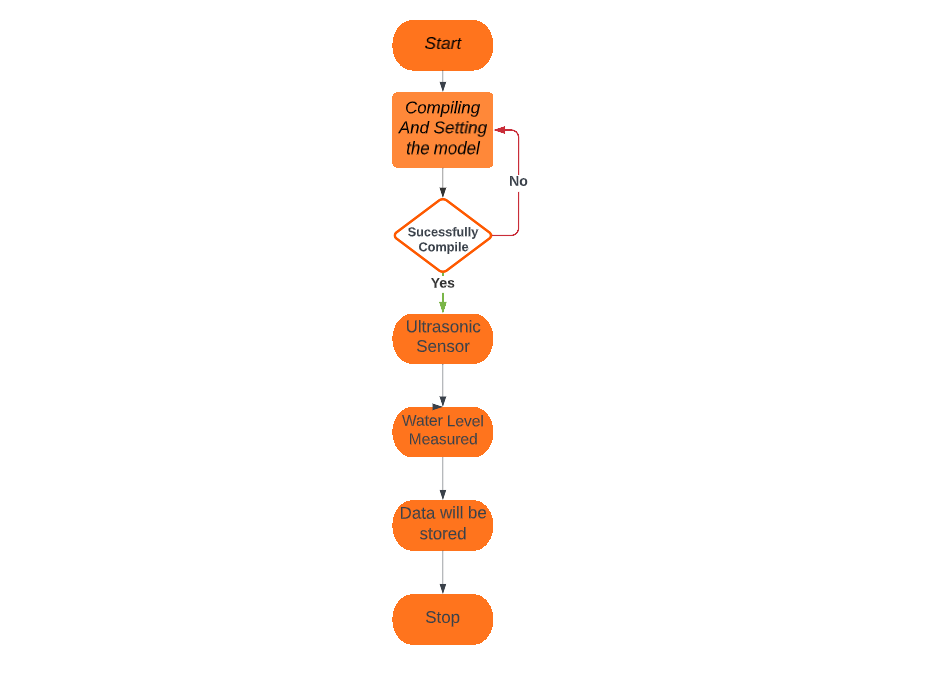 Start
Compiling
And Setting
the model
No
Sucessfully
Compile
Yes
Ultrasonic
Sensor
Water Level
Measured
Data will be
stored
Stop